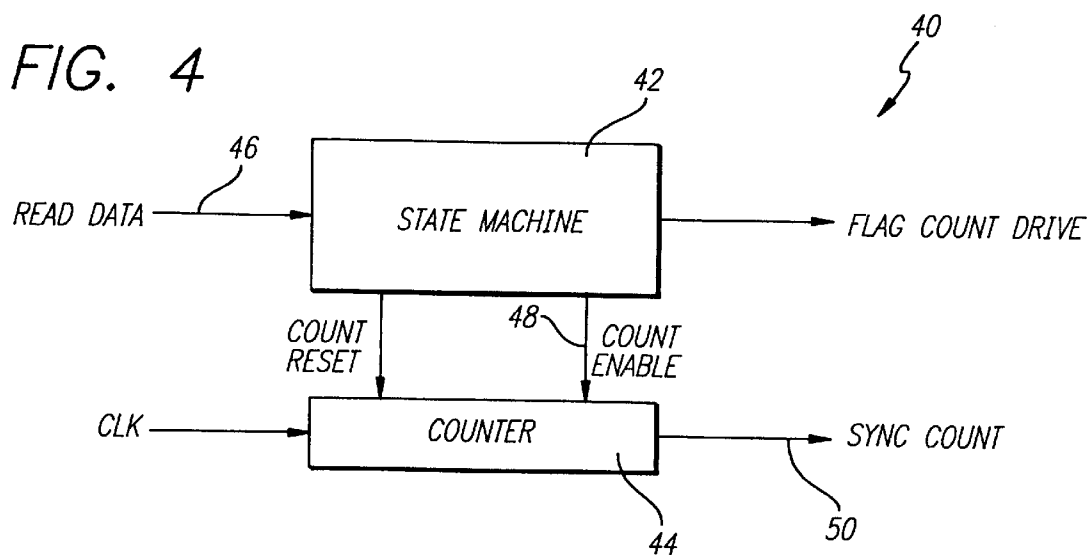 FIG. 4
40
42
46
READ DATA
STATE MACHINE
FLAG COUNT DRIVE
COUNT
RESET
48
COUNT
ENABLE
CLK
COUNTER
SYNC COUNT
44
50